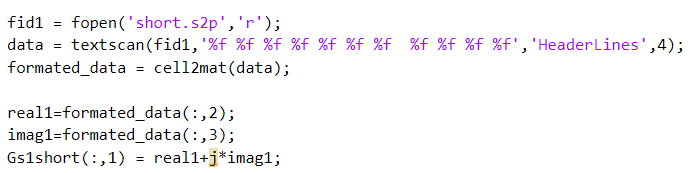 fid1 = fopen('short.s2p','r');
data = textscan(fid1,'%f %f %f %f %f %f %f  %f %f %f %f','HeaderLines',4);
formated_data = cell2mat(data);
real1=formated_data(:,2);
imag1=formated_data(:,3);
Gs1short(:,1) = real1+j*imag1;